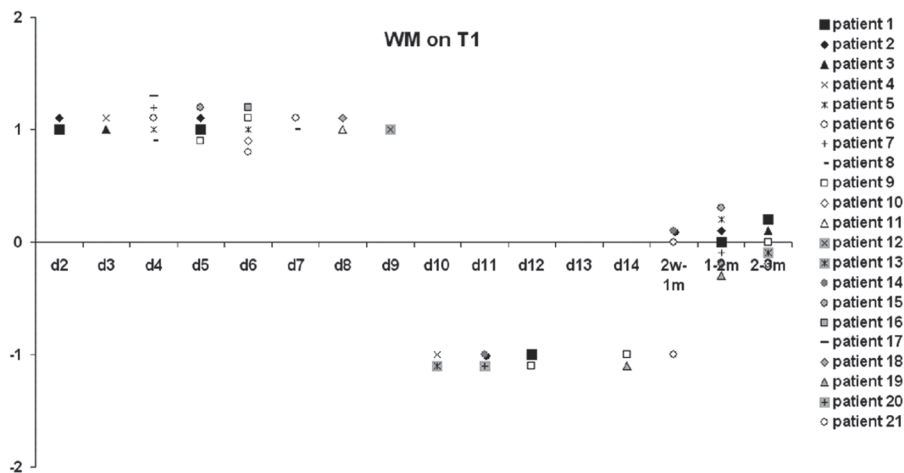 WM on T1
2
1
0
-1
-2
d2 d3 d4 d5 d6 d7 d8 d9 d10 d11 d12 d13 d14 2w-1m 1-2m 2-3m
patient 1
patient 2
patient 3
patient 4
patient 5
patient 6
patient 7
patient 8
patient 9
patient 10
patient 11
patient 12
patient 13
patient 14
patient 15
patient 16
patient 17
patient 18
patient 19
patient 20
patient 21